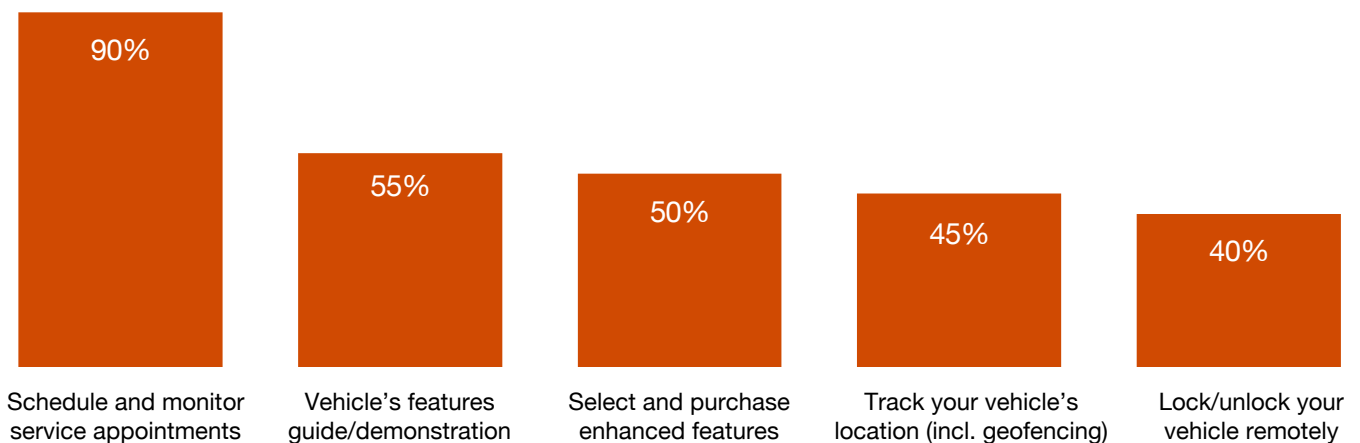 90%
55%
50%
45%
40%
Schedule and monitor
service appointments
Vehicle’s features
guide/demonstration
Select and purchase
enhanced features
Track your vehicle’s
location (incl. geofencing)
Lock/unlock your
vehicle remotely